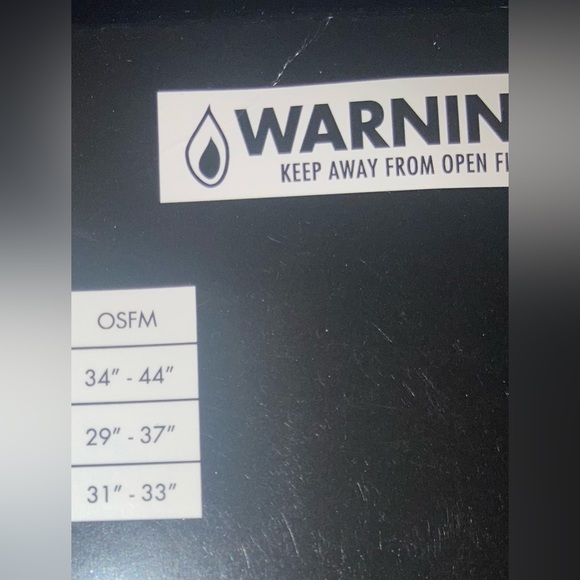 WARNIN
KEEP AWAY FROM OPEN F
OSFM
34" - 44"
29" - 37"
31" - 33"